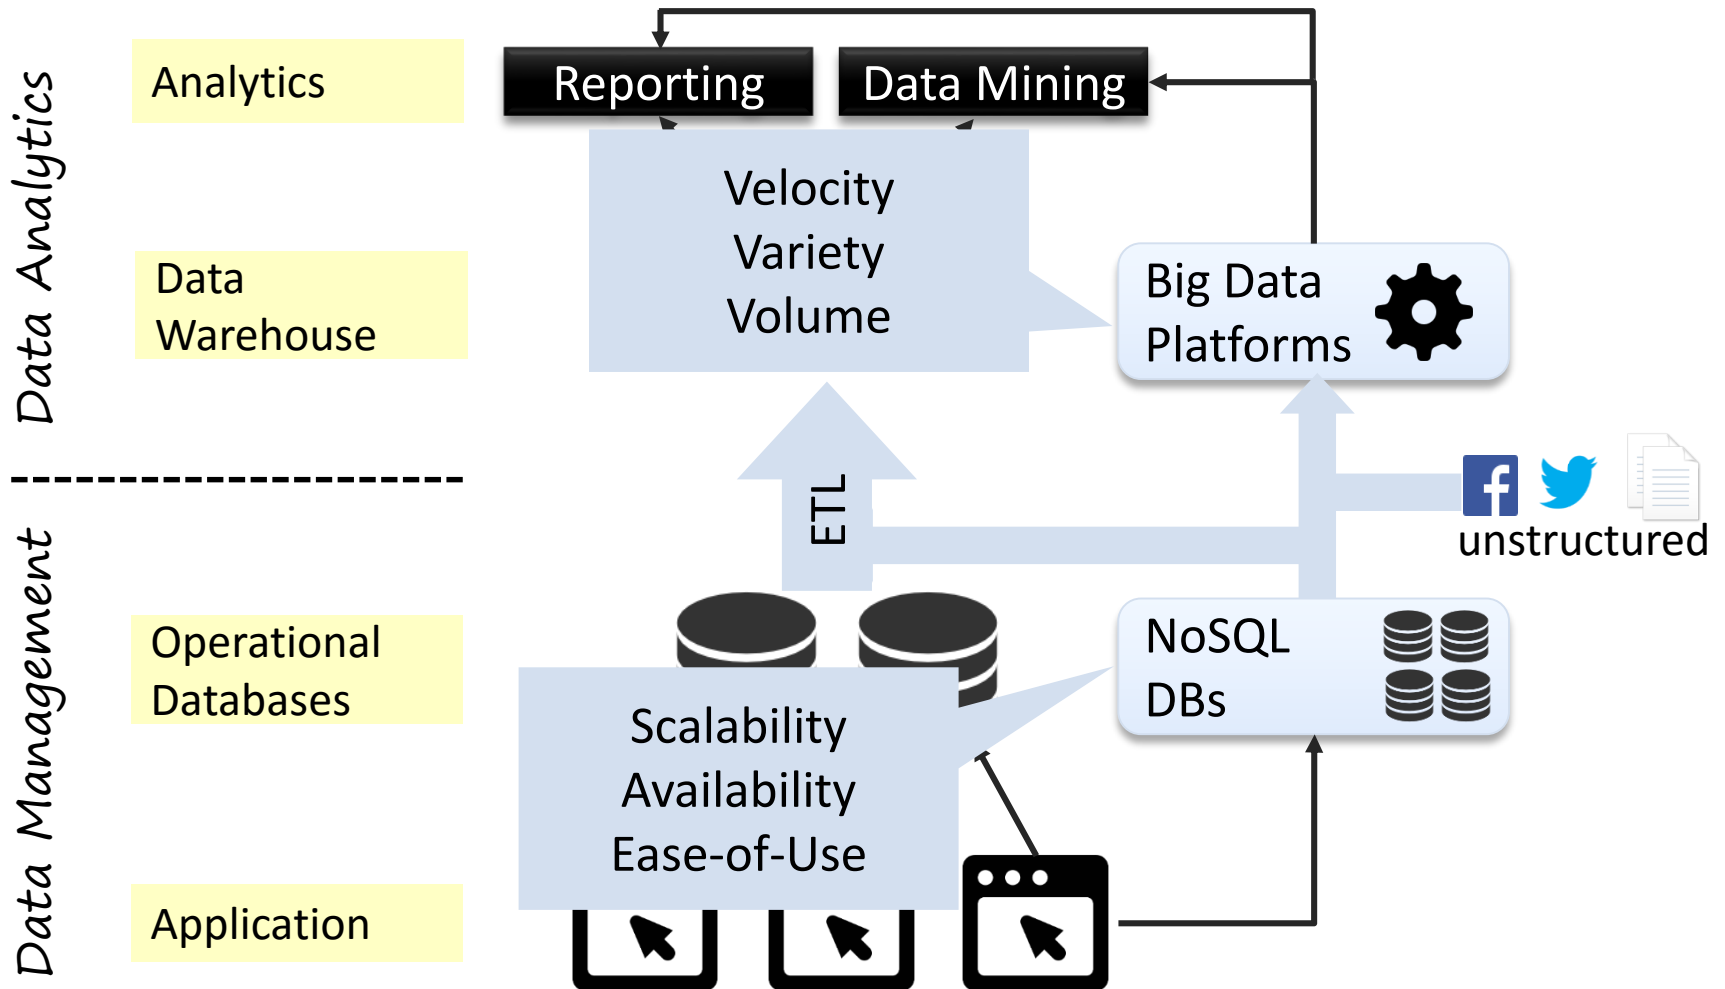 Data Analytics
Analytics
Reporting
Data Mining
Velocity
Variety
Volume
Data
Warehouse
Big Data
Platforms
ETL
f
unstructured
Data Management
Operational
Databases
NoSQL
DBs
Scalability
Availability
Ease-of-Use
Application